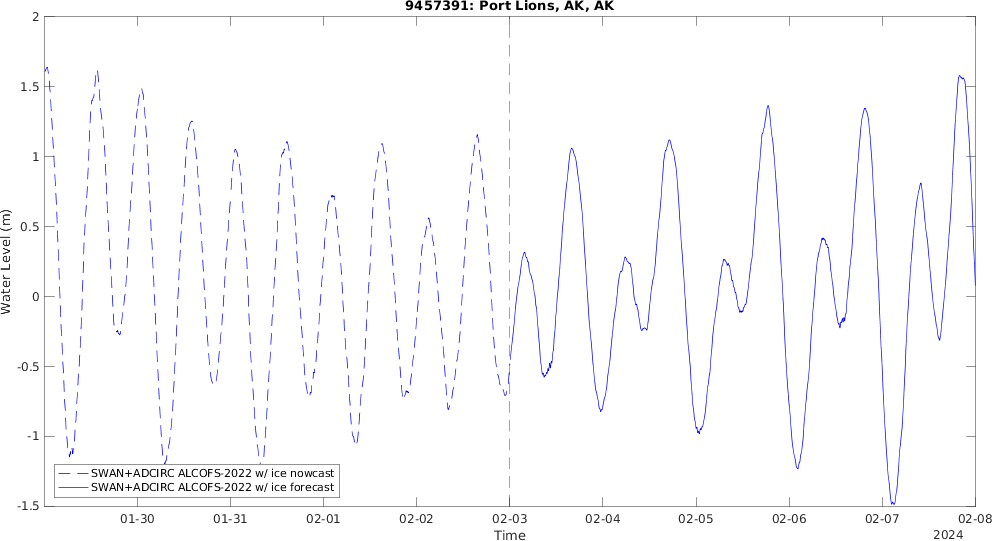 9457391: Port Lions, AK, AK
Water Level (m)
2
1.5
1
0.5
0
-0.5
-1
-1.5
SWAN+ADCIRC ALCOFS-2022 w/ ice nowcast
SWAN+ADCIRC ALCOFS-2022 w/ ice forecast
01-30 01-31 02-01 02-02 02-03 02-04 02-05 02-06 02-07 02-08
Time
2024